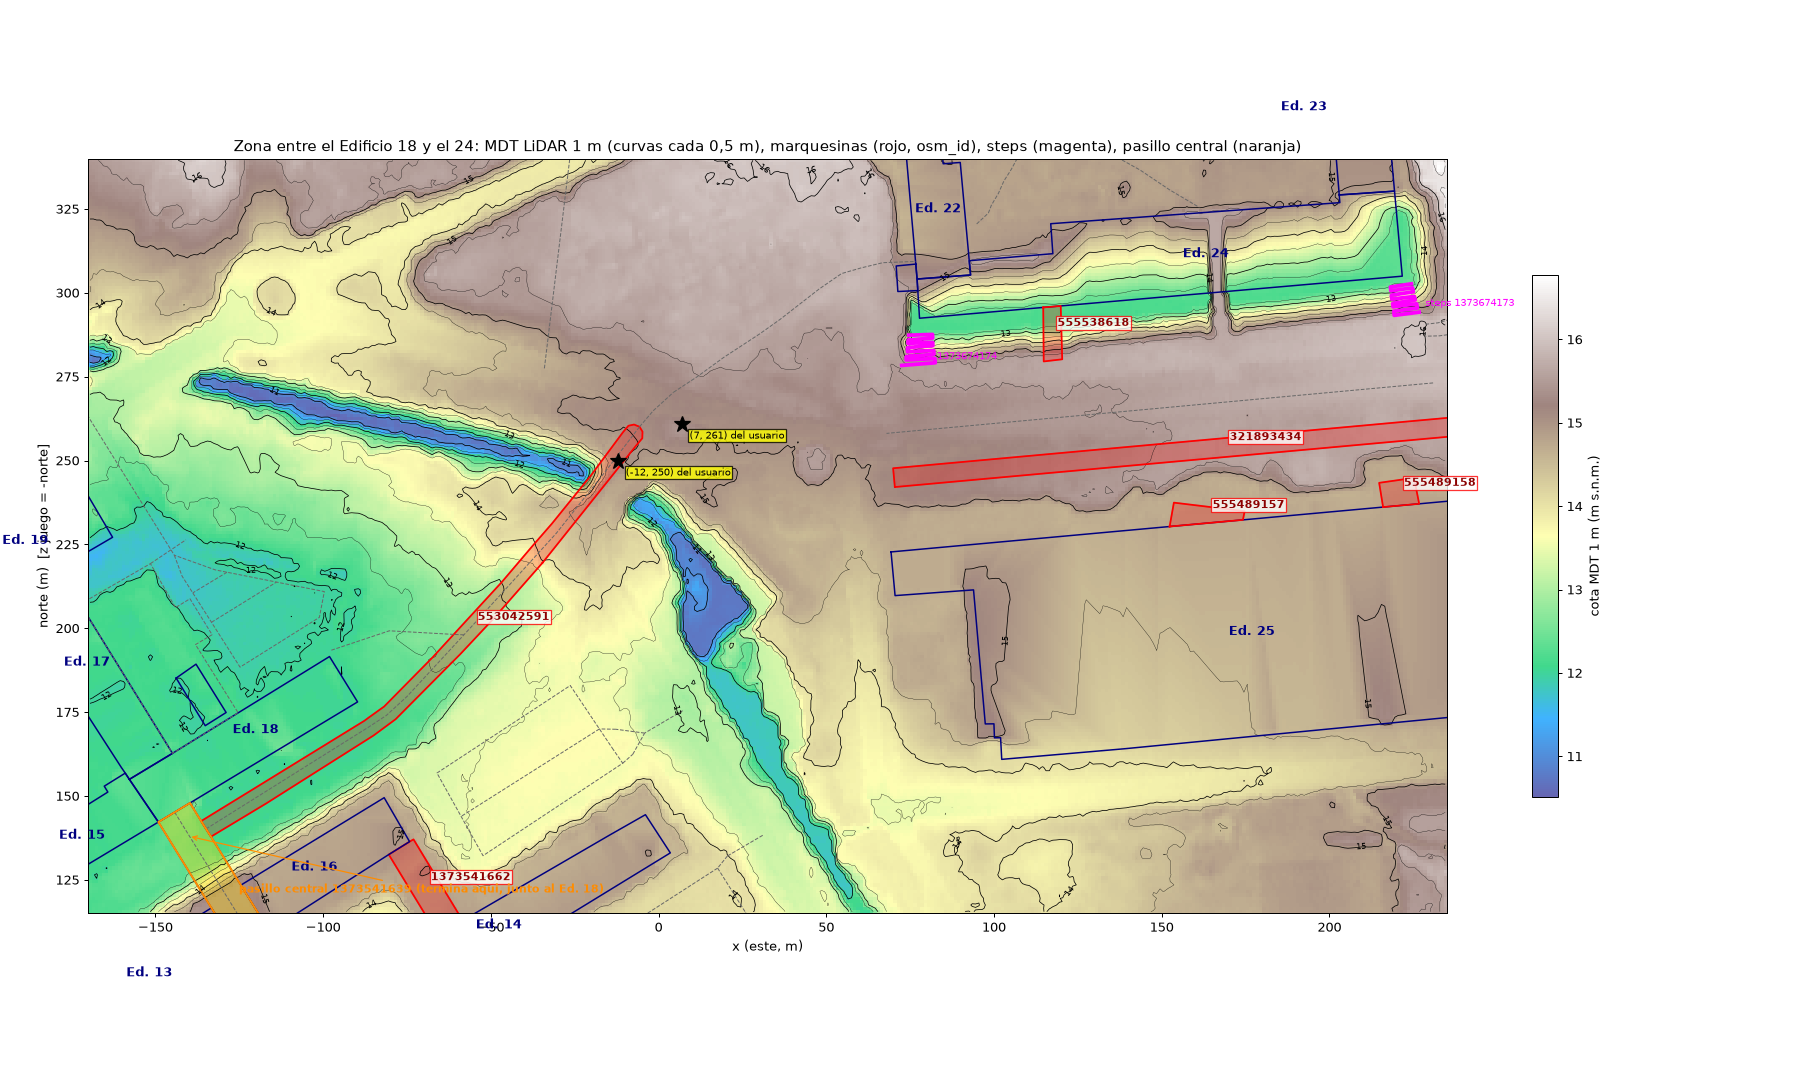 Ed. 23
Zona entre el Edificio 18 y el 24: MDT LiDAR 1 m (curvas cada 0,5 m), marquesinas (rojo, osm_id), steps (magenta), pasillo central (naranja)
Ed. 22
Ed. 24
steps 1373674173
555538618
(7, 261) del usuario
321893434
(-12, 250) del usuario
555489158
555489157
Ed. 19
553042591
Ed. 25
Ed. 17
Ed. 18
Ed. 15
Ed. 16
1373541662
Ed. 14
Ed. 13
325
300
275
250
225
200
175
150
125
norte (m) [z juego = -norte]
−150
−100
−50
0
50
100
150
200
x (este, m)
16
15
14
13
12
11
cota MDT 1 m (m s.n.m.)